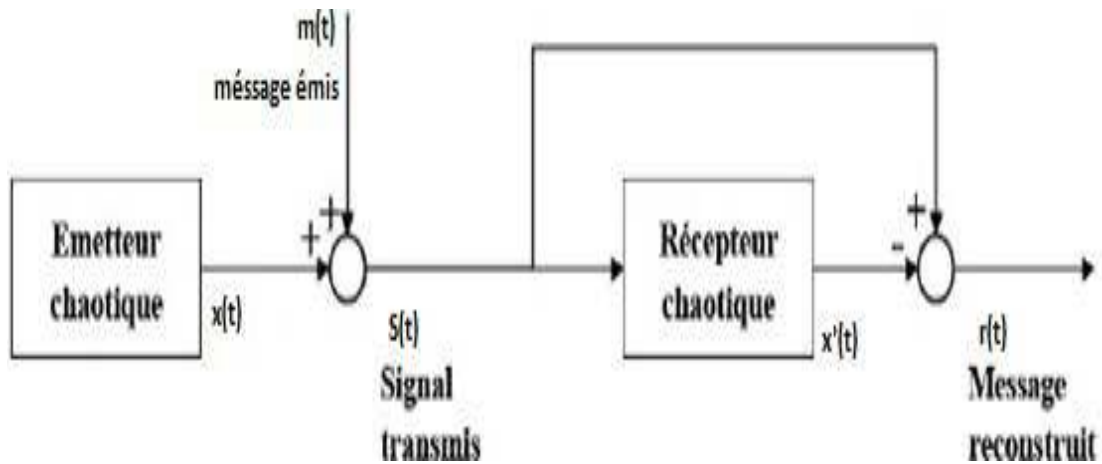 m(t)
méssage émis
+
+
Emetteur
chaotique
x(t)
S(t)
Signal
transmis
Récepteur
chaotique
x'(t)
+
-
r(t)
Message
reconstruit